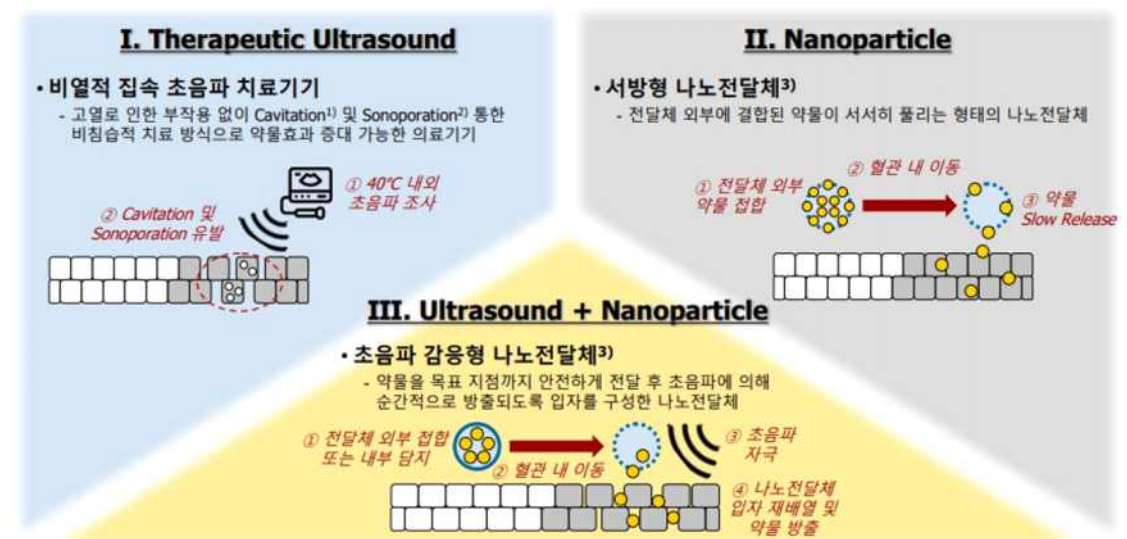 I. Therapeutic Ultrasound
• 비열적 집속 초음파 치료기기
- 고열로 인한 부작용 없이 Cavitation1) 및 Sonoporation2) 통한
비침습적 치료 방식으로 약물효과 증대 가능한 의료기기
① 40℃ 내외
초음파 조사
② Cavitation 및
Sonoporation 유발
II. Nanoparticle
• 서방형 나노전달체3)
- 전달체 외부에 결합된 약물이 서서히 풀리는 형태의 나노전달체
① 전달체 외부
약물 접합
② 혈관 내 이동
③ 약물
Slow Release
III. Ultrasound + Nanoparticle
• 초음파 감응형 나노전달체3)
- 약물을 목표 지점까지 안전하게 전달 후 초음파에 의해
순간적으로 방출되도록 입자를 구성한 나노전달체
① 전달체 외부 접합
또는 내부 담지
② 혈관 내 이동
③ 초음파
자극
④ 나노전달체
입자 재배열 및
약물 방출